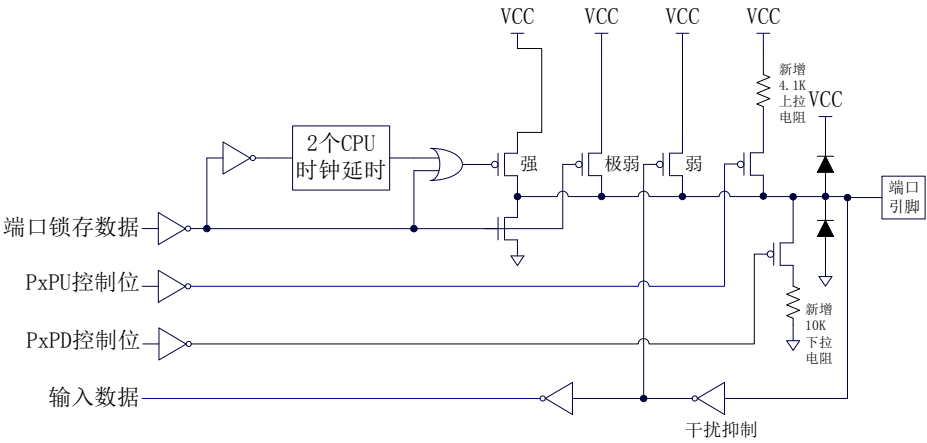 VCC
VCC
VCC
VCC
新增
4.1K
上拉
电阻
VCC
2个CPU
时钟延时
强
极弱
弱
端口
引脚
端口锁存数据
PxPU控制位
新增
10K
下拉
电阻
PxPD控制位
输入数据
干扰抑制